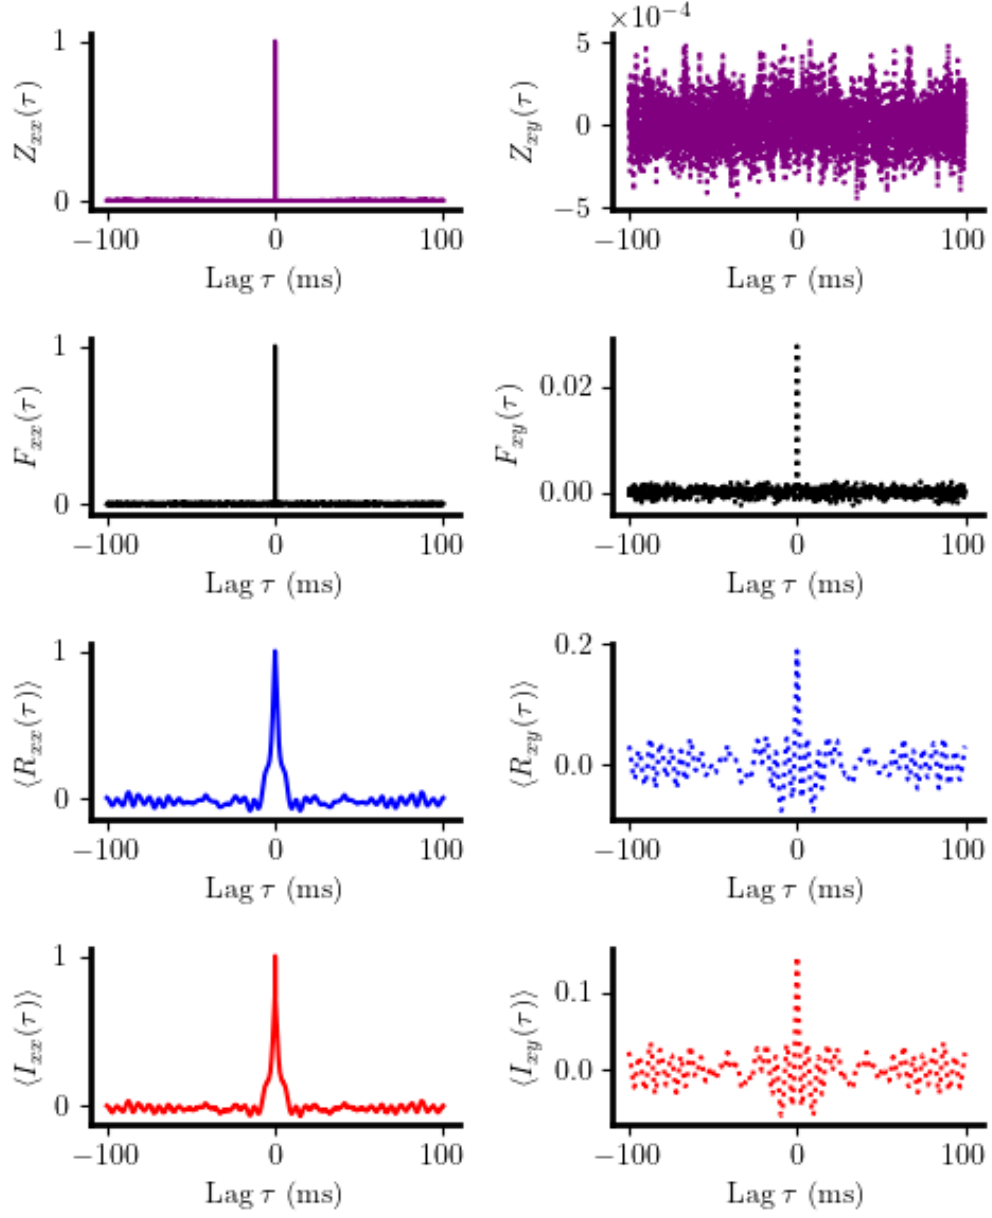 ×10⁻⁴
1
0
Z_{xx}(τ)
−100 0 100
Lag τ (ms)
5
0
−5
Z_{xy}(τ)
−100 0 100
Lag τ (ms)
1
0
F_{xx}(τ)
−100 0 100
Lag τ (ms)
0.02
0.00
F_{xy}(τ)
−100 0 100
Lag τ (ms)
1
0
⟨R_{xx}(τ)⟩
−100 0 100
Lag τ (ms)
0.2
0.0
⟨R_{xy}(τ)⟩
−100 0 100
Lag τ (ms)
1
0
⟨I_{xx}(τ)⟩
−100 0 100
Lag τ (ms)
0.1
0.0
⟨I_{xy}(τ)⟩
−100 0 100
Lag τ (ms)